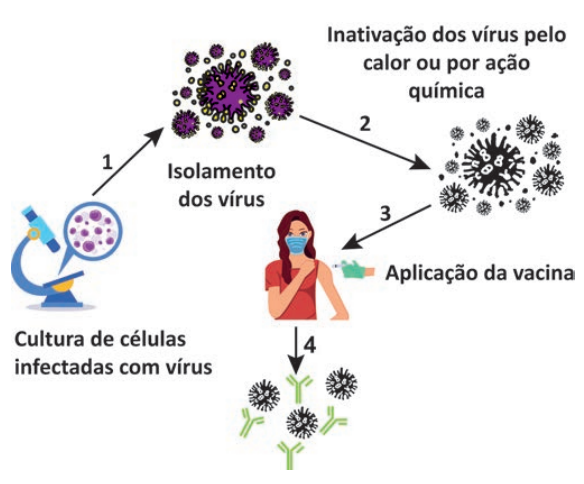 Cultura de células
infectadas com vírus
1
Isolamento
dos vírus
2
Inativação dos vírus pelo
calor ou por ação
química
3
Aplicação da vacina
4